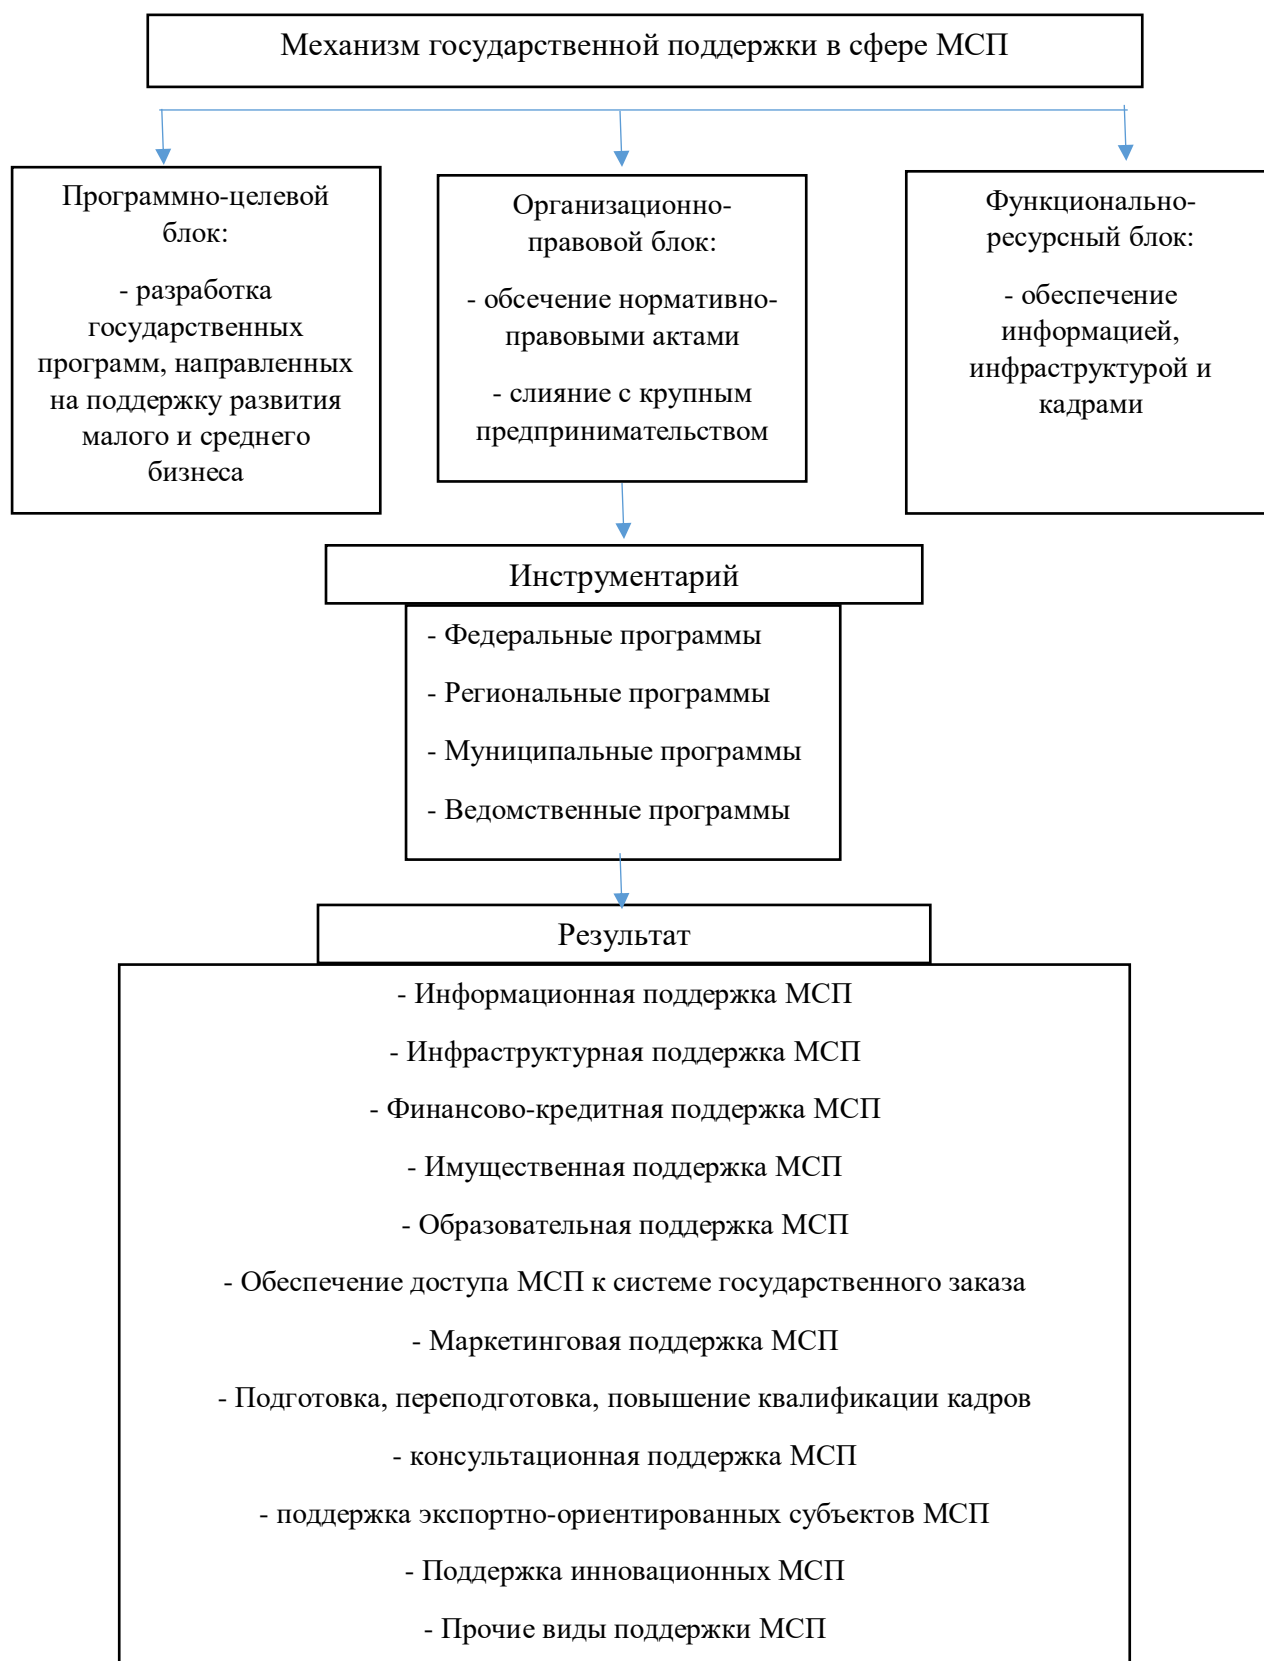 Механизм государственной поддержки в сфере МСП
Программно-целевой
блок:
- разработка
государственных
программ, направленных
на поддержку развития
малого и среднего
бизнеса
Организационно-
правовой блок:
- обсечение нормативно-
правовыми актами
- слияние с крупным
предпринимательством
Функционально-
ресурсный блок:
- обеспечение
информацией,
инфраструктурой и
кадрами
Инструментарий
- Федеральные программы
- Региональные программы
- Муниципальные программы
- Ведомственные программы
Результат
- Информационная поддержка МСП
- Инфраструктурная поддержка МСП
- Финансово-кредитная поддержка МСП
- Имущественная поддержка МСП
- Образовательная поддержка МСП
- Обеспечение доступа МСП к системе государственного заказа
- Маркетинговая поддержка МСП
- Подготовка, переподготовка, повышение квалификации кадров
- консультационная поддержка МСП
- поддержка экспортно-ориентированных субъектов МСП
- Поддержка инновационных МСП
- Прочие виды поддержки МСП